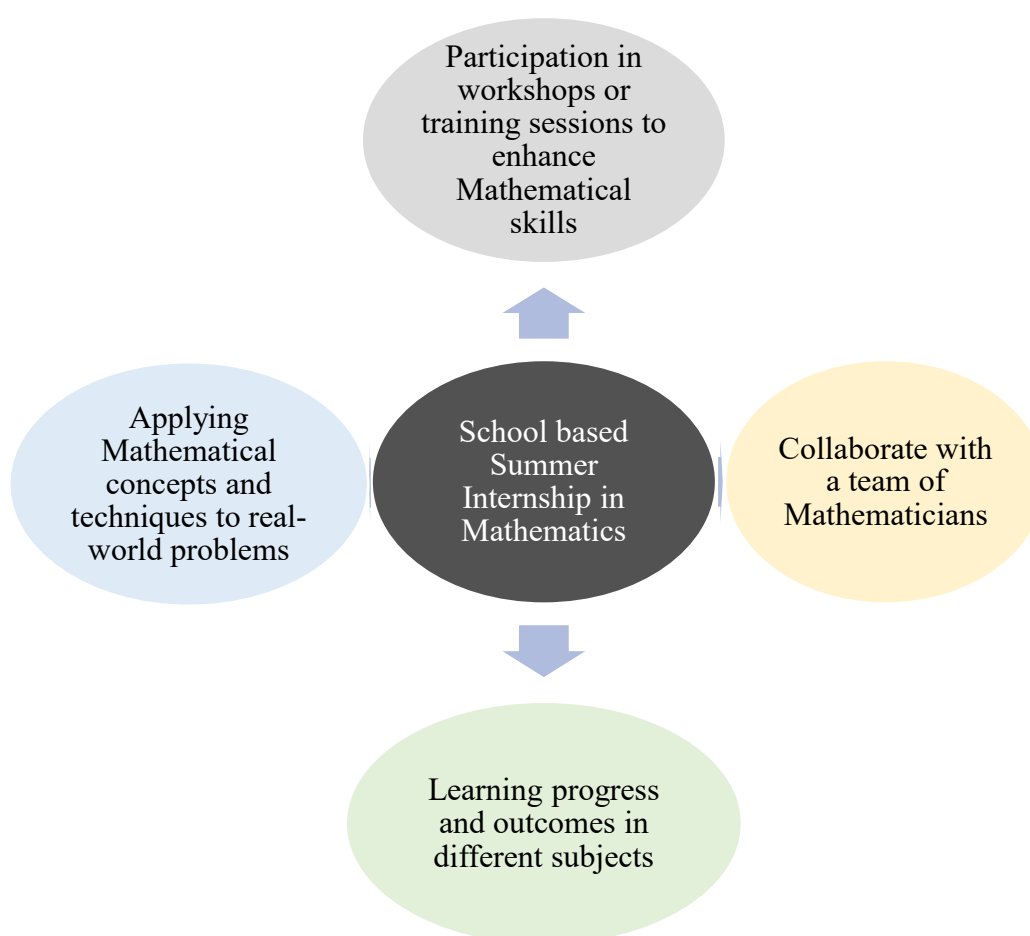 Participation in
workshops or
training sessions to
enhance
Mathematical
skills
Applying
Mathematical
concepts and
techniques to real-
world problems
School based
Summer
Internship in
Mathematics
Collaborate with
a team of
Mathematicians
Learning progress
and outcomes in
different subjects